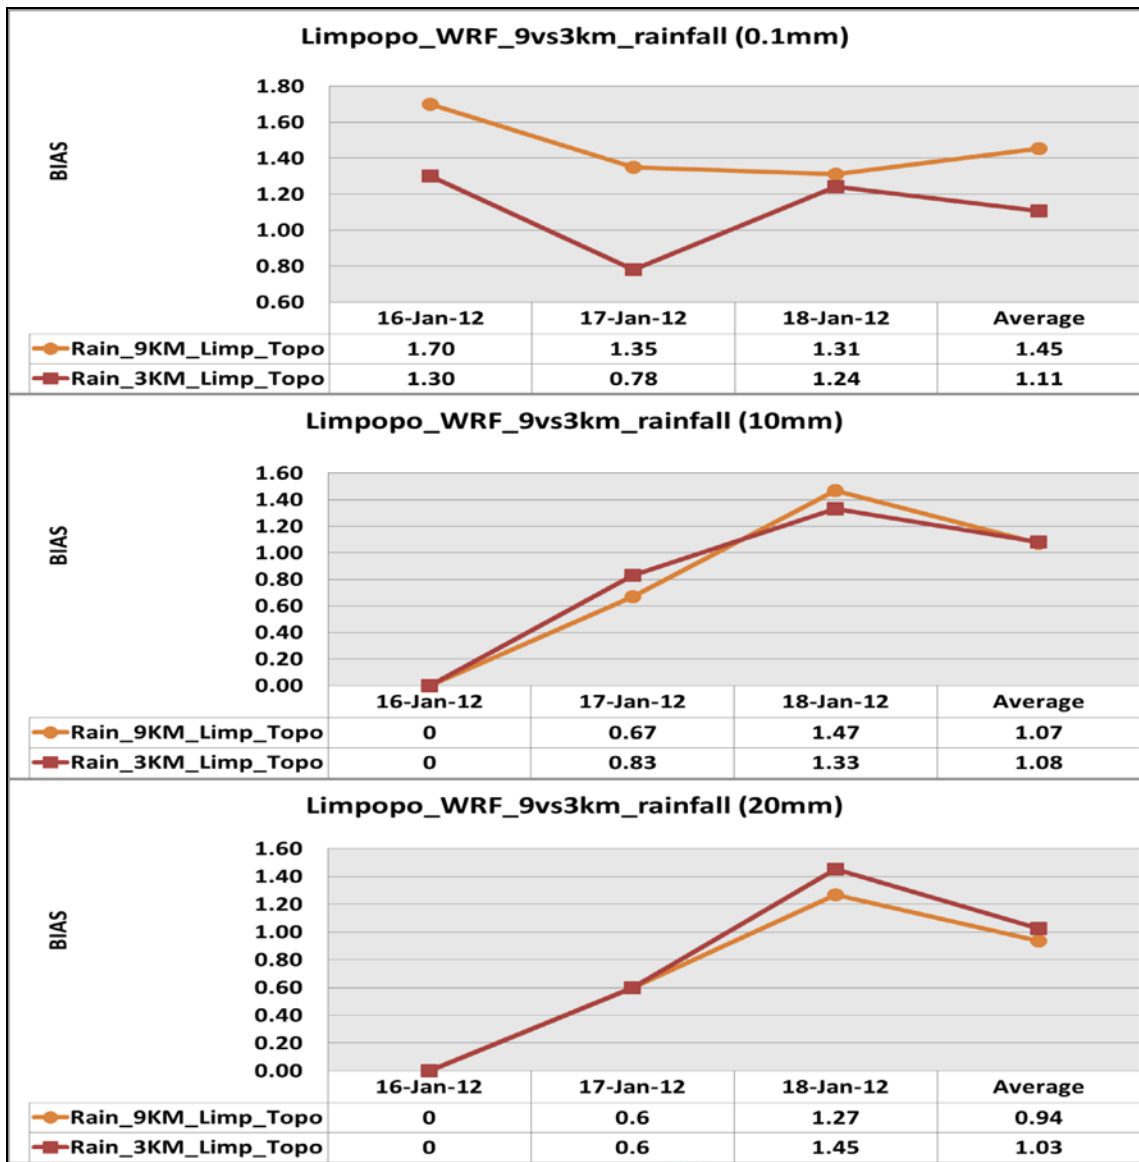 Limpopo_WRF_9vs3km_rainfall (0.1mm)
BIAS
1.80
1.60
1.40
1.20
1.00
0.80
0.60
16-Jan-12 17-Jan-12 18-Jan-12 Average
Rain_9KM_Limp_Topo 1.70 1.35 1.31 1.45
Rain_3KM_Limp_Topo 1.30 0.78 1.24 1.11
Limpopo_WRF_9vs3km_rainfall (10mm)
BIAS
1.60
1.40
1.20
1.00
0.80
0.60
0.40
0.20
0.00
16-Jan-12 17-Jan-12 18-Jan-12 Average
Rain_9KM_Limp_Topo 0 0.67 1.47 1.07
Rain_3KM_Limp_Topo 0 0.83 1.33 1.08
Limpopo_WRF_9vs3km_rainfall (20mm)
BIAS
1.60
1.40
1.20
1.00
0.80
0.60
0.40
0.20
0.00
16-Jan-12 17-Jan-12 18-Jan-12 Average
Rain_9KM_Limp_Topo 0 0.6 1.27 0.94
Rain_3KM_Limp_Topo 0 0.6 1.45 1.03